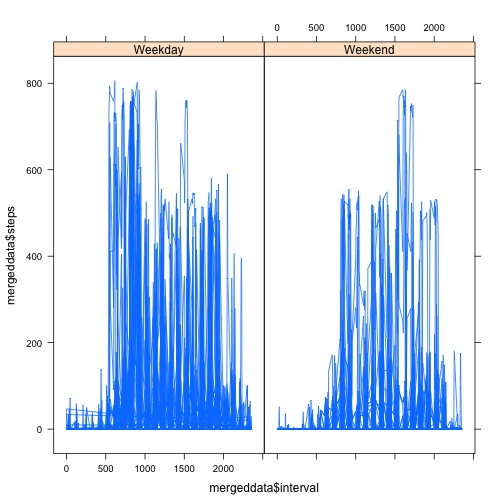 0 500 1000 1500 2000
Weekday Weekend
800
600
400
200
0
0 500 1000 1500 2000
mergeddata$steps
mergeddata$interval